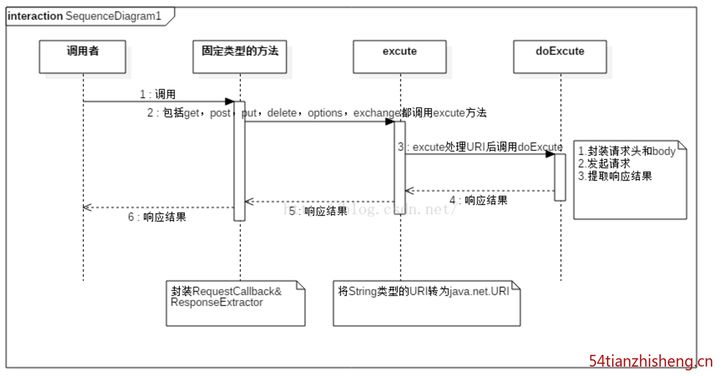 interaction SequenceDiagram1
调用者
固定类型的方法
excute
doExcute
1 : 调用
2 : 包括get，post，put，delete，options，exchange都调用excute方法
3 : excute处理URI后调用doExcute
1.封装请求头和body
2.发起请求
3.提取响应结果
4 : 响应结果
5 : 响应结果
6 : 响应结果
封装RequestCallback&
ResponseExtractor
将String类型的URI转为java.net.URI
54tianzhisheng.cn